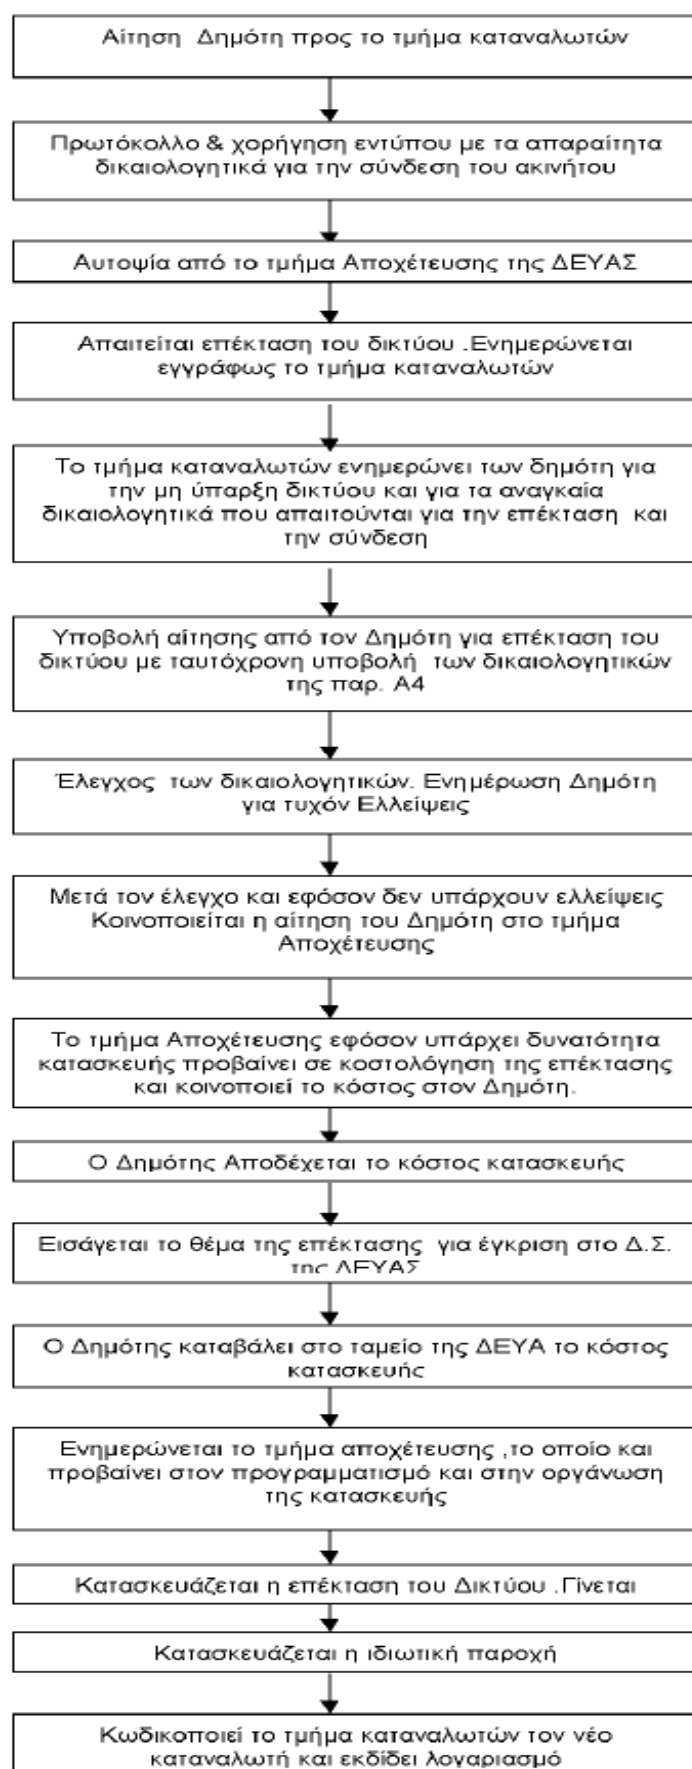 Αίτηση Δημότη προς το τμήμα καταναλωτών
Πρωτόκολλο & χορήγηση εντύπου με τα απαραίτητα
δικαιολογητικά για την σύνδεση του ακινήτου
Αυτοψία από το τμήμα Αποχέτευσης της ΔΕΥΑΣ
Απαιτείται επέκταση του δικτύου .Ενημερώνεται
εγγράφως το τμήμα καταναλωτών
Το τμήμα καταναλωτών ενημερώνει των δημότη για
την μη ύπαρξη δικτύου και για τα αναγκαία
δικαιολογητικά που απαιτούνται για την επέκταση και
την σύνδεση
Υποβολή αίτησης από τον Δημότη για επέκταση του
δικτύου με ταυτόχρονη υποβολή των δικαιολογητικών
της παρ. Α4
Έλεγχος των δικαιολογητικών. Ενημέρωση Δημότη
για τυχόν Ελλείψεις
Μετά τον έλεγχο και εφόσον δεν υπάρχουν ελλείψεις
Κοινοποιείται η αίτηση του Δημότη στο τμήμα
Αποχέτευσης
Το τμήμα Αποχέτευσης εφόσον υπάρχει δυνατότητα
κατασκευής προβαίνει σε κοστολόγηση της επέκτασης
και κοινοποιεί το κόστος στον Δημότη.
Ο Δημότης Αποδέχεται το κόστος κατασκευής
Εισάγεται το θέμα της επέκτασης για έγκριση στο Δ.Σ.
της ΔΕΥΑΣ
Ο Δημότης καταβάλει στο ταμείο της ΔΕΥΑ το κόστος
κατασκευής
Ενημερώνεται το τμήμα αποχέτευσης ,το οποίο και
προβαίνει στον προγραμματισμό και στην οργάνωση
της κατασκευής
Κατασκευάζεται η επέκταση του Δικτύου .Γίνεται
Κατασκευάζεται η ιδιωτική παροχή
Κωδικοποιεί το τμήμα καταναλωτών τον νέο
καταναλωτή και εκδίδει λογαριασμό